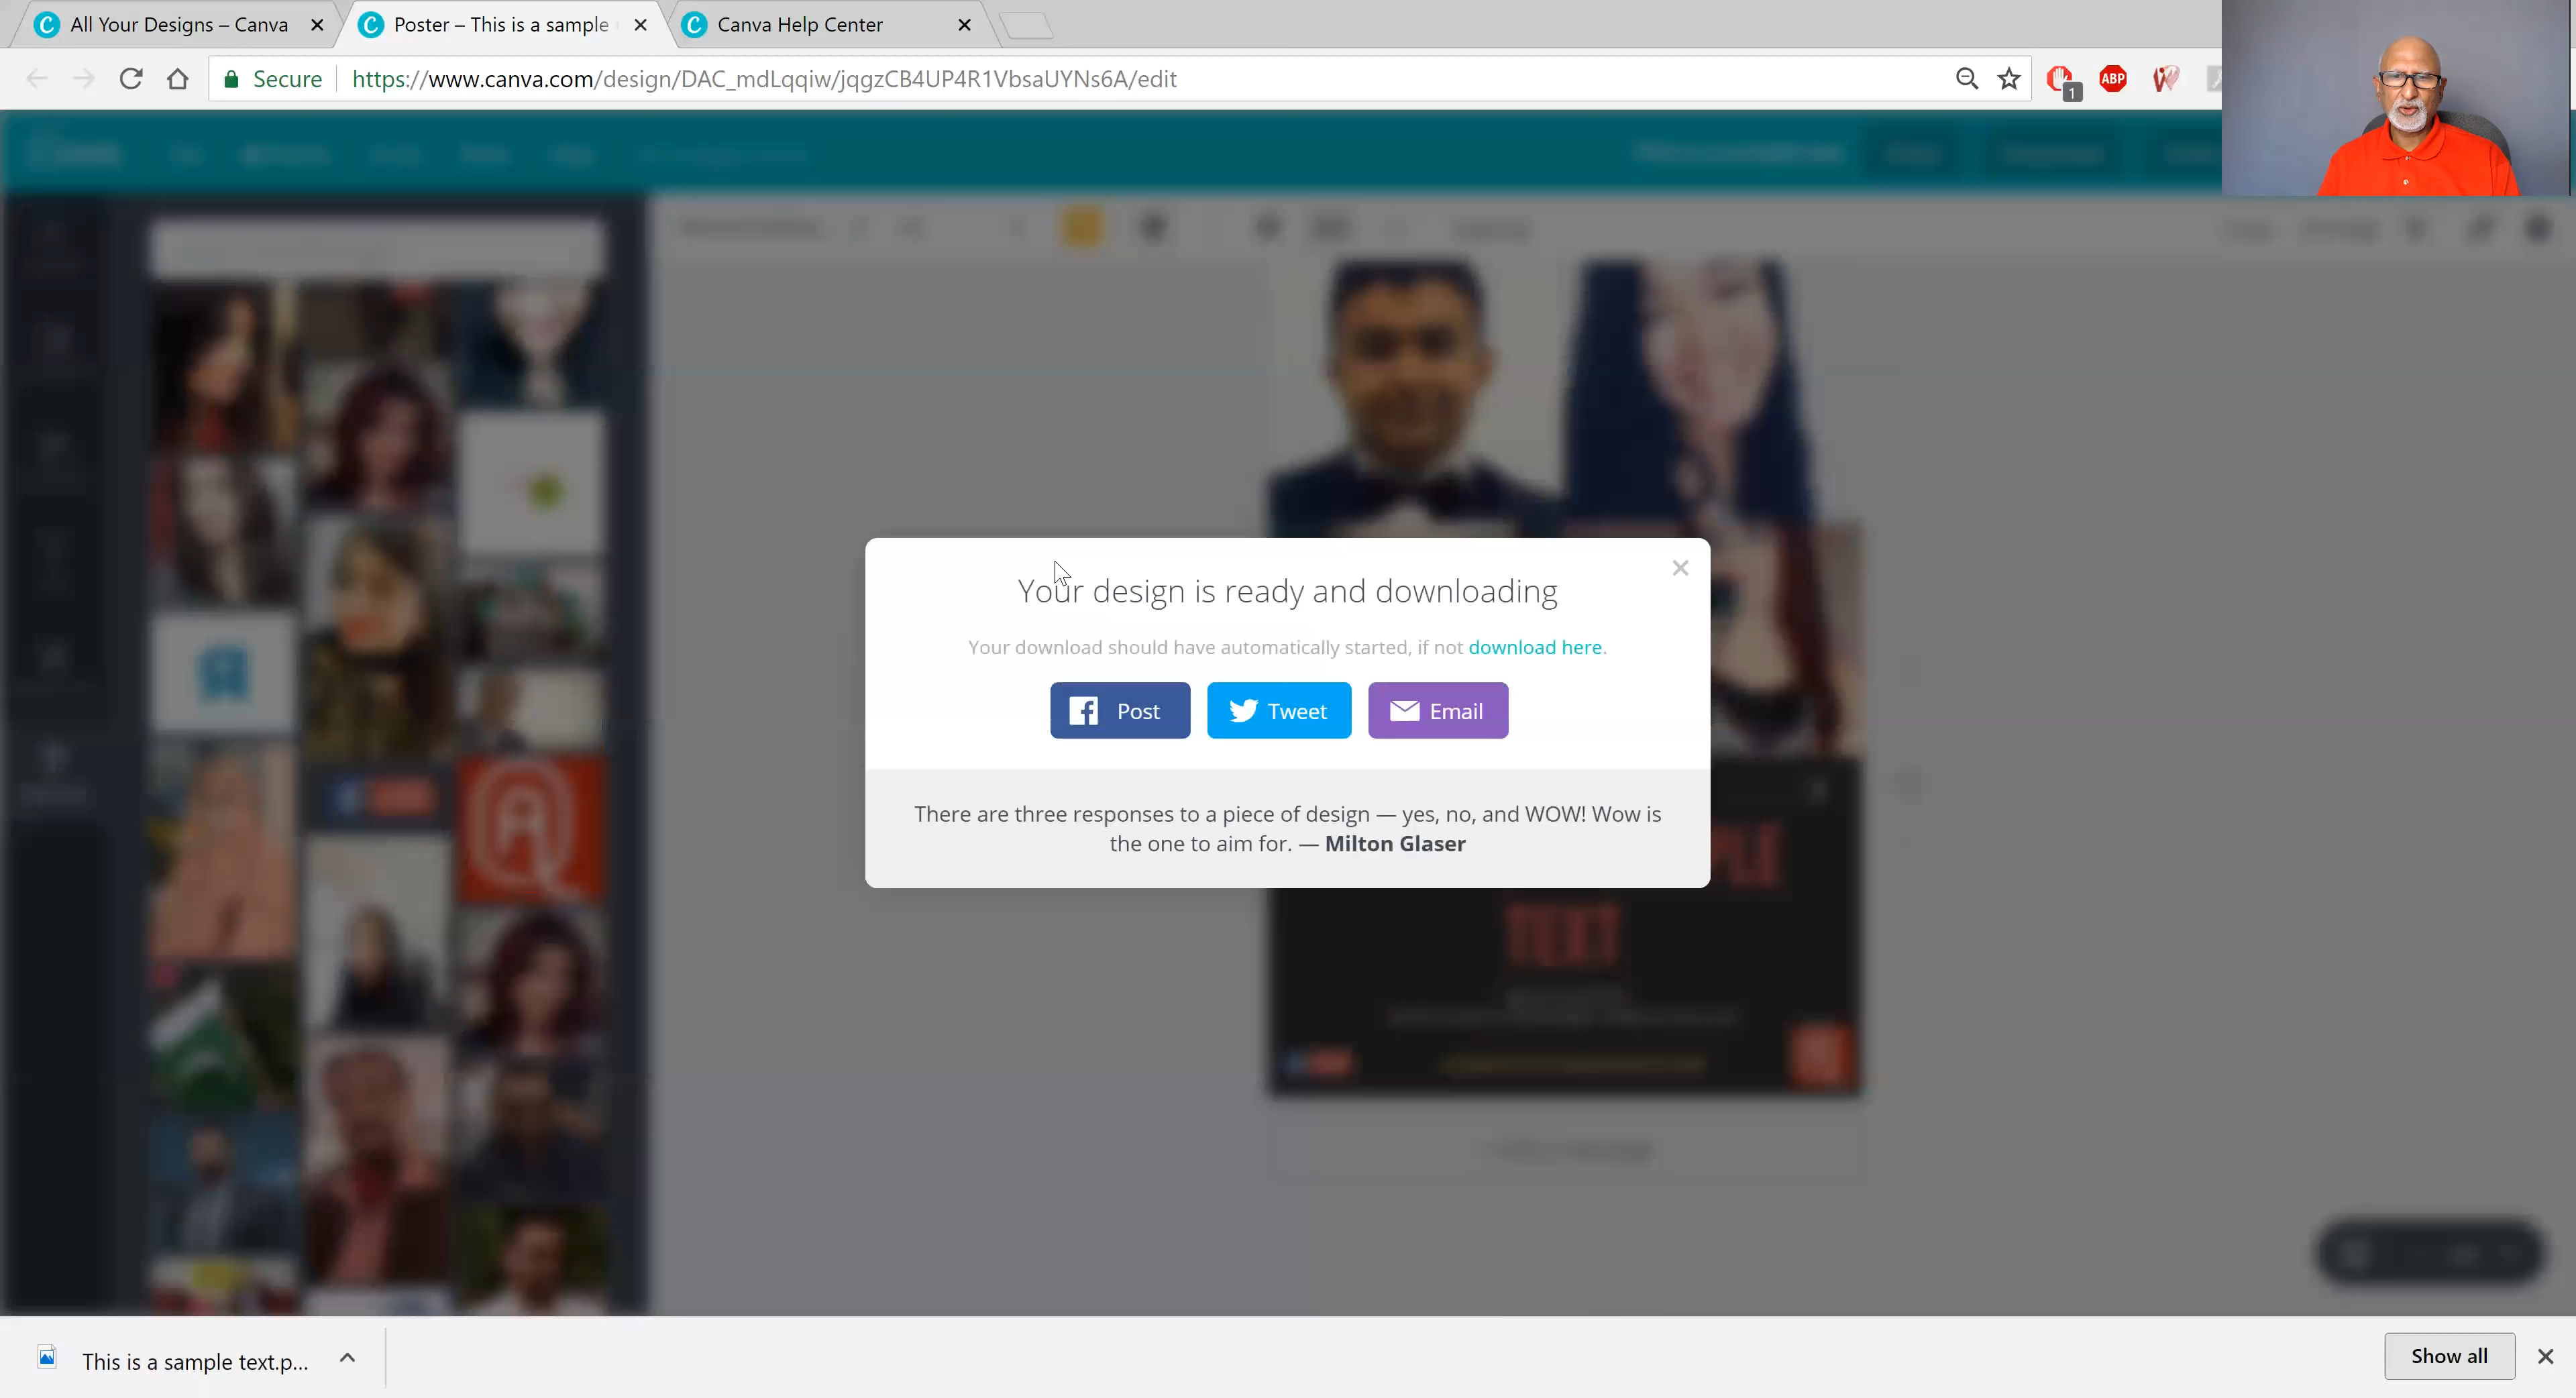 All Your Designs – Canva
Poster – This is a sample
Canva Help Center
Secure
https://www.canva.com/design/DAC_mdLqqiw/jqgzCB4UP4R1VbsaUYNs6A/edit
1
ABP
Your design is ready and downloading
Your download should have automatically started, if not download here.
Post
Tweet
Email
There are three responses to a piece of design — yes, no, and WOW! Wow is
the one to aim for. — Milton Glaser
TEXT
This is a sample text.p...
Show all